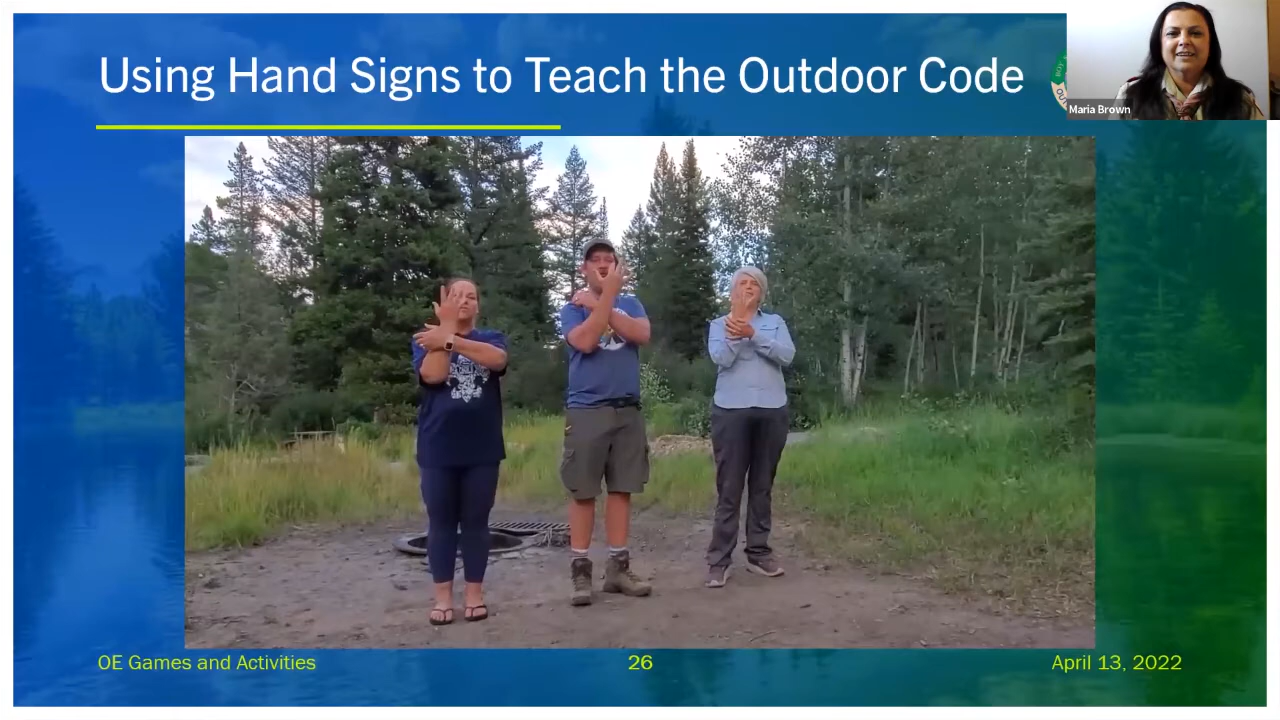 Using Hand Signs to Teach the Outdoor Code
Maria Brown
OE Games and Activities
26
April 13, 2022